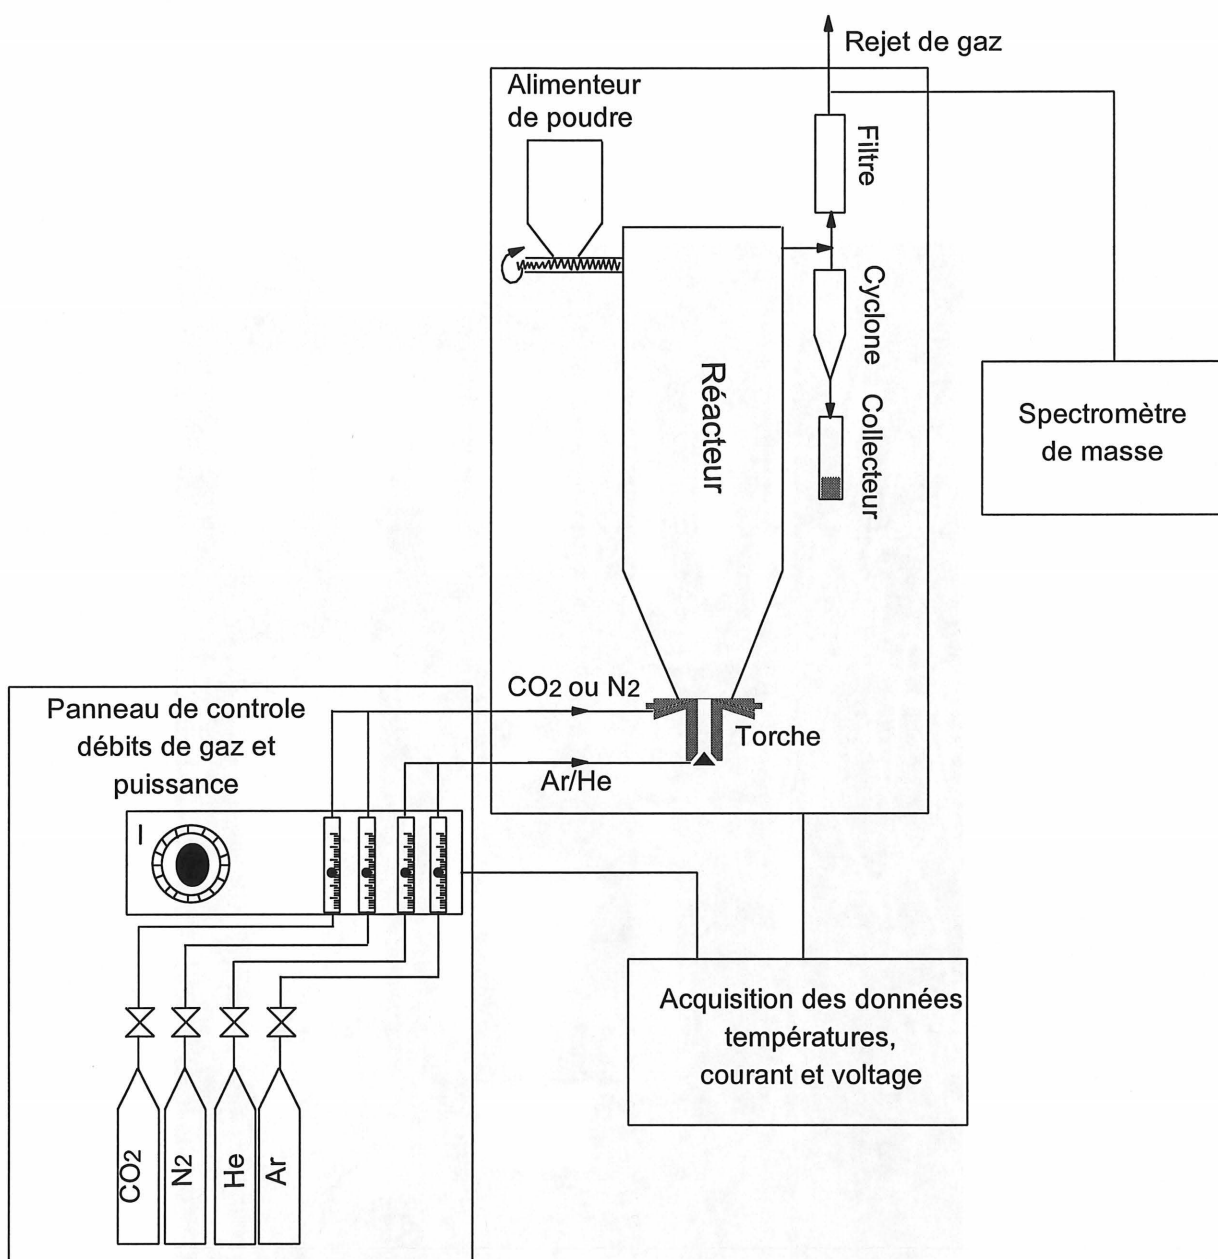 Rejet de gaz
Alimenteur
de poudre
Filtre
Cyclone
Réacteur
Collecteur
Spectromètre
de masse
CO2 ou N2
Panneau de controle
débits de gaz et
puissance
Torche
Ar/He
I
Acquisition des données
températures,
courant et voltage
CO2
N2
He
Ar